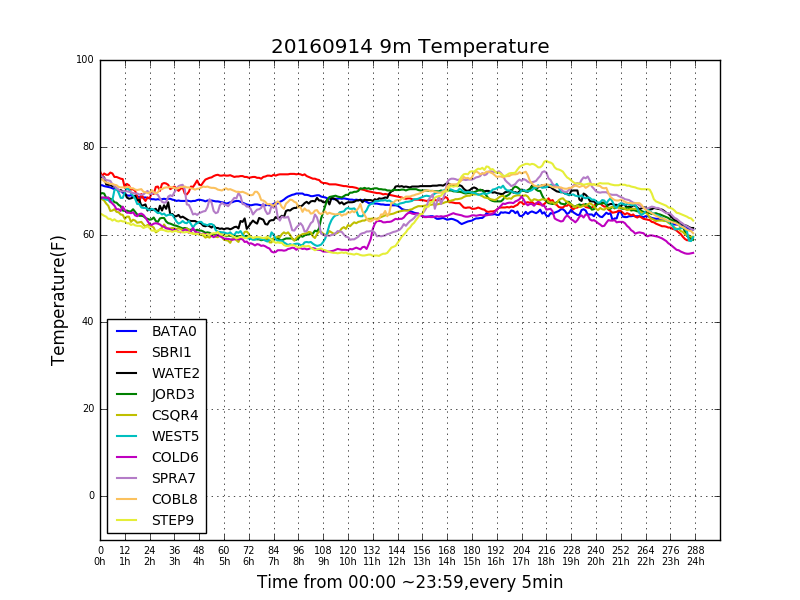 20160914 9m Temperature
Temperature(F)
100
80
60
40
20
0
BATA0
SBRI1
WATE2
JORD3
CSQR4
WEST5
COLD6
SPRA7
COBL8
STEP9
0 12 24 36 48 60 72 84 96 108 120 132 144 156 168 180 192 204 216 228 240 252 264 276 288
0h 1h 2h 3h 4h 5h 6h 7h 8h 9h 10h 11h 12h 13h 14h 15h 16h 17h 18h 19h 20h 21h 22h 23h 24h
Time from 00:00 ~23:59,every 5min